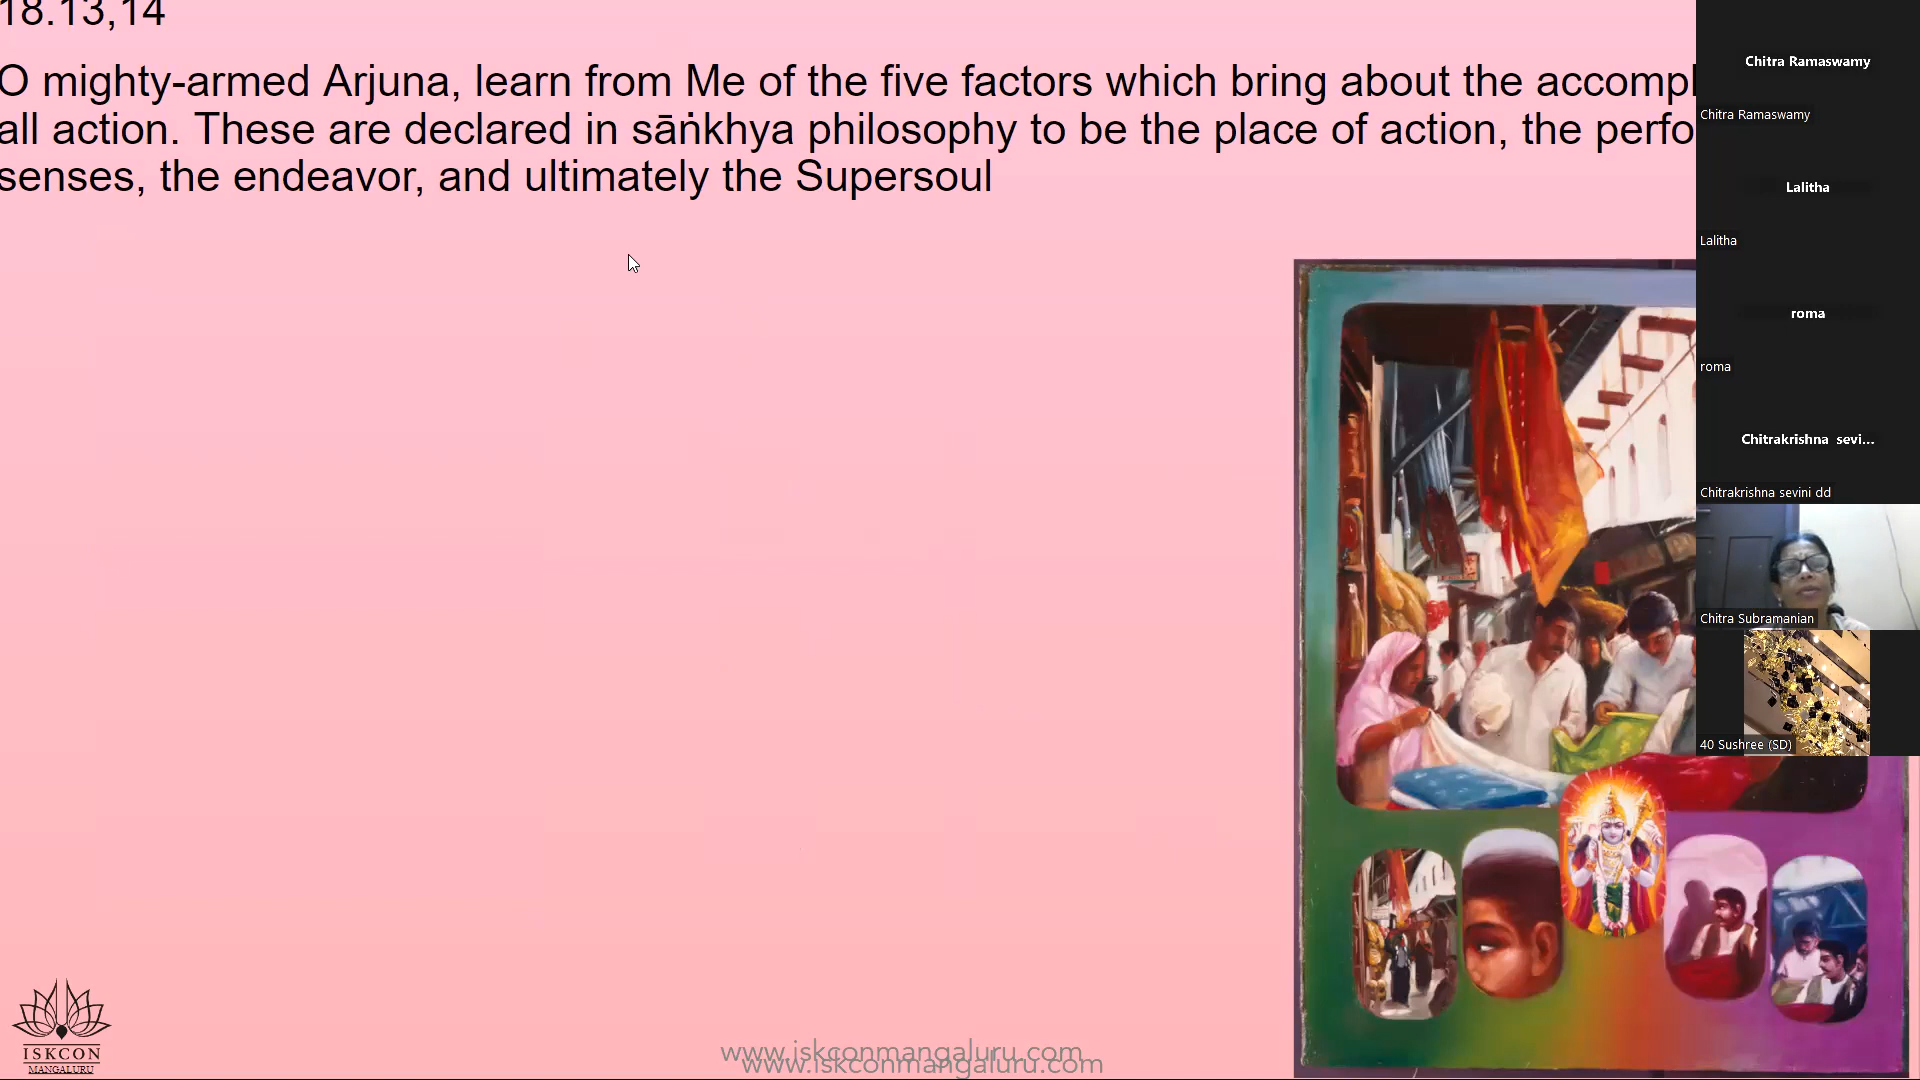 18.13,14
O mighty-armed Arjuna, learn from Me of the five factors which bring about the accompl
all action. These are declared in sāṅkhya philosophy to be the place of action, the perfo
senses, the endeavor, and ultimately the Supersoul
Chitra Ramaswamy
Chitra Ramaswamy
Lalitha
Lalitha
roma
roma
Chitrakrishna sevi...
Chitrakrishna sevini dd
Chitra Subramanian
40 Sushree (SD)
ISKCON
MANGALURU
www.iskconmangaluru.com
www.iskconmangaluru.com